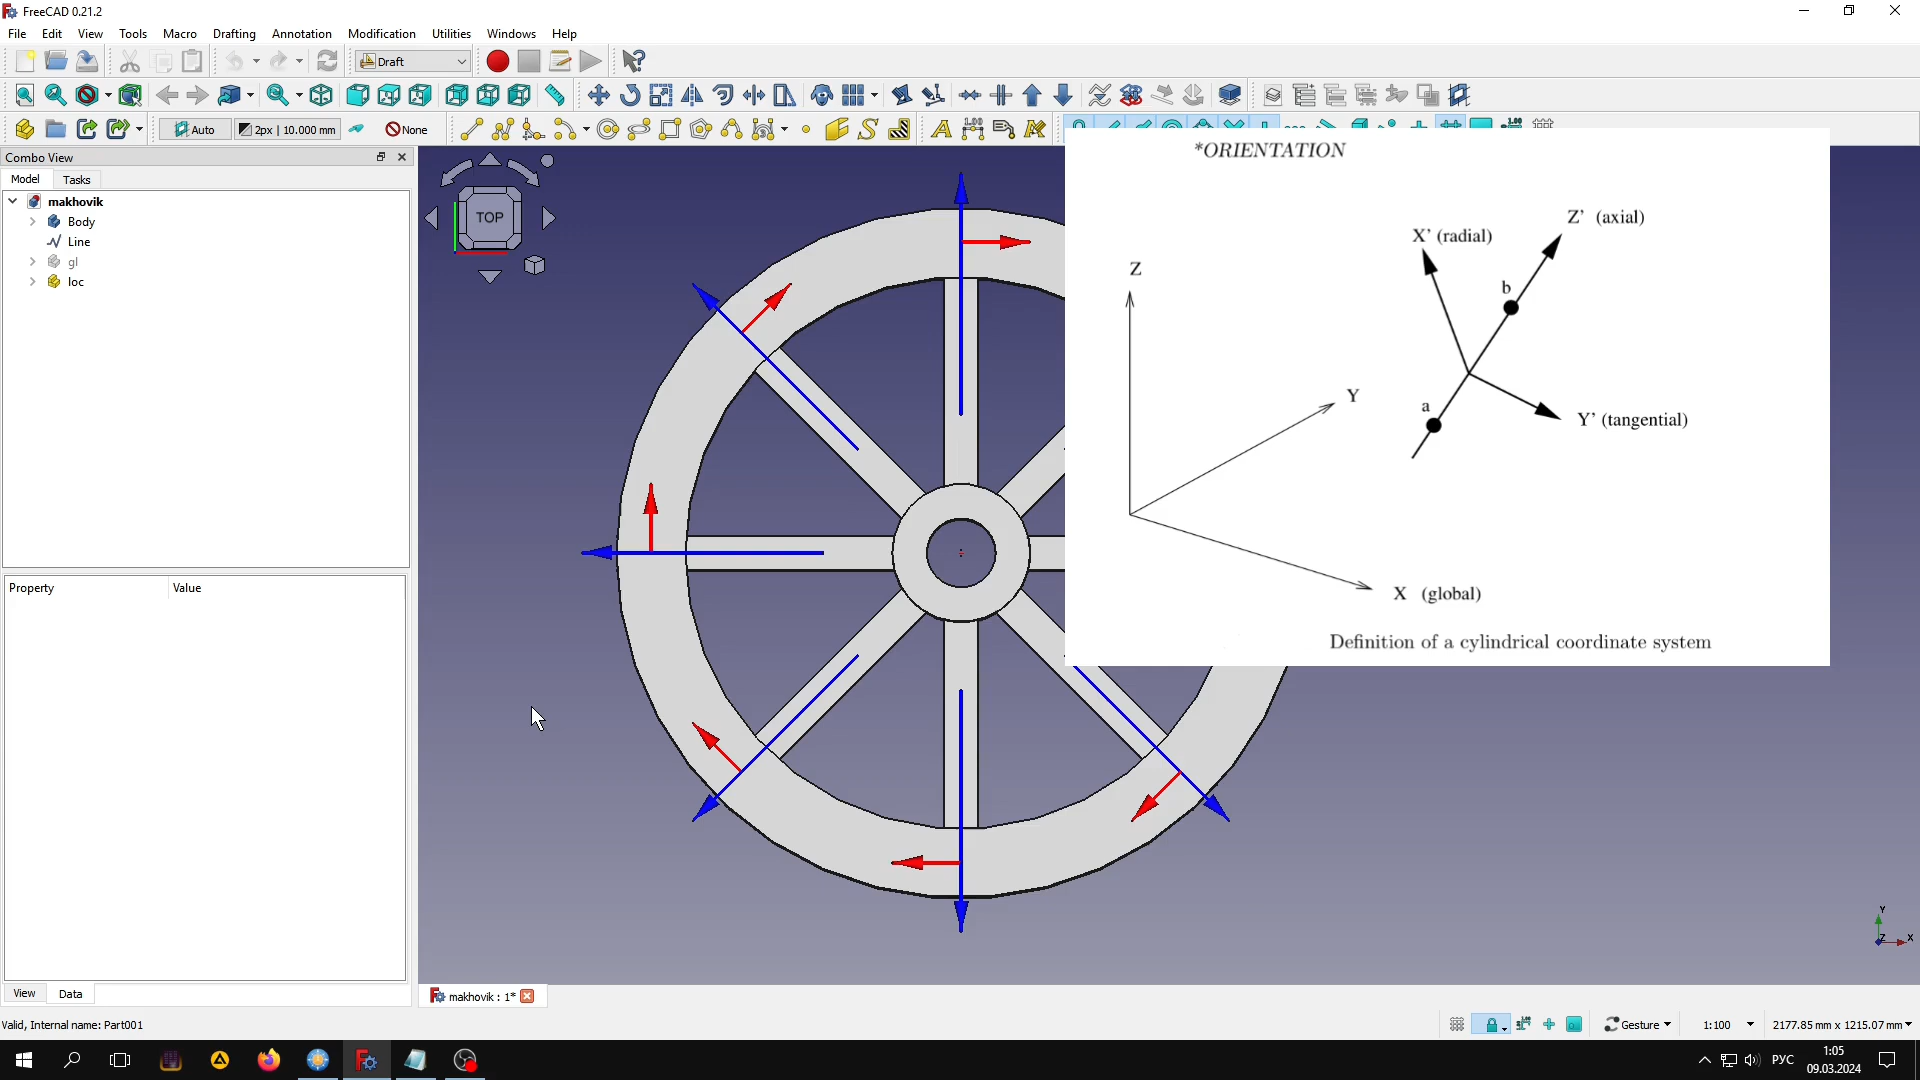 FreeCAD 0.21.2
File Edit View Tools Macro Drafting Annotation Modification Utilities Windows Help
Draft
Auto 2px | 10.000 mm None
1.00
Combo View
Model Tasks
makhovik
Body
Line
gl
loc
Property Value
View Data
TOP
*ORIENTATION
Z' (axial)
X' (radial)
Z
b
Y
a
Y' (tangential)
X (global)
Definition of a cylindrical coordinate system
Y
Z X
makhovik : 1*
Valid, Internal name: Part001
Gesture 1:100 2177.85 mm x 1215.07 mm
РУС
1:05
09.03.2024